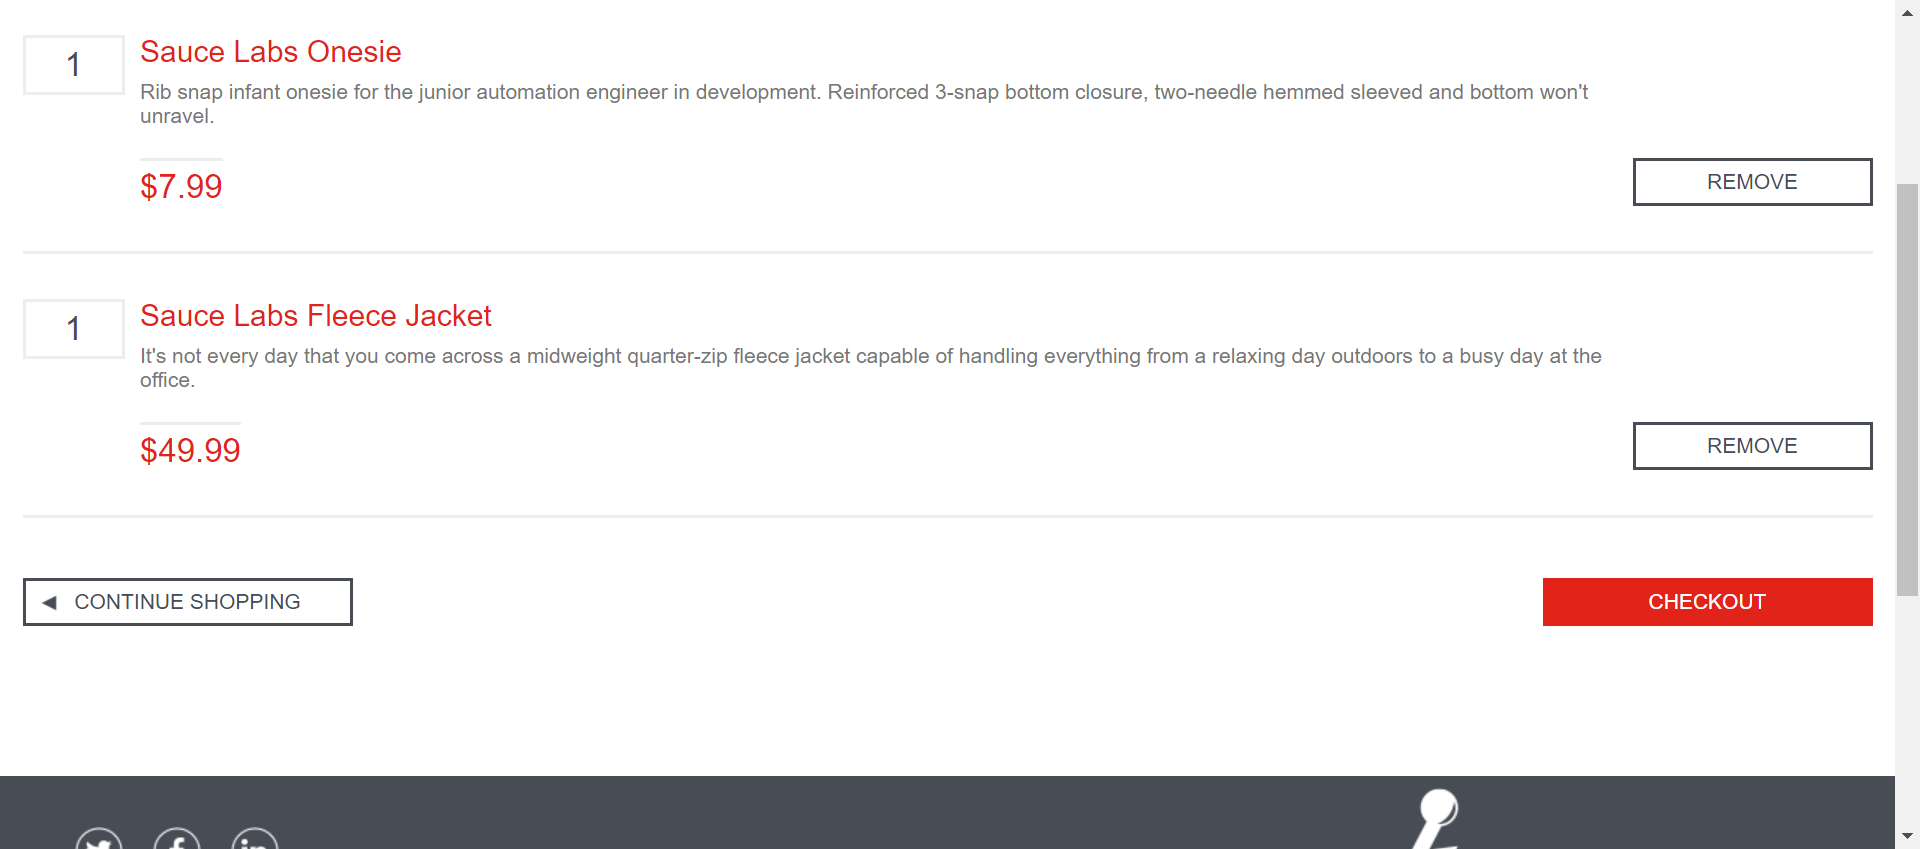 1
Sauce Labs Onesie
Rib snap infant onesie for the junior automation engineer in development. Reinforced 3-snap bottom closure, two-needle hemmed sleeved and bottom won't
unravel.
$7.99
REMOVE
1
Sauce Labs Fleece Jacket
It's not every day that you come across a midweight quarter-zip fleece jacket capable of handling everything from a relaxing day outdoors to a busy day at the
office.
$49.99
REMOVE
CONTINUE SHOPPING
CHECKOUT